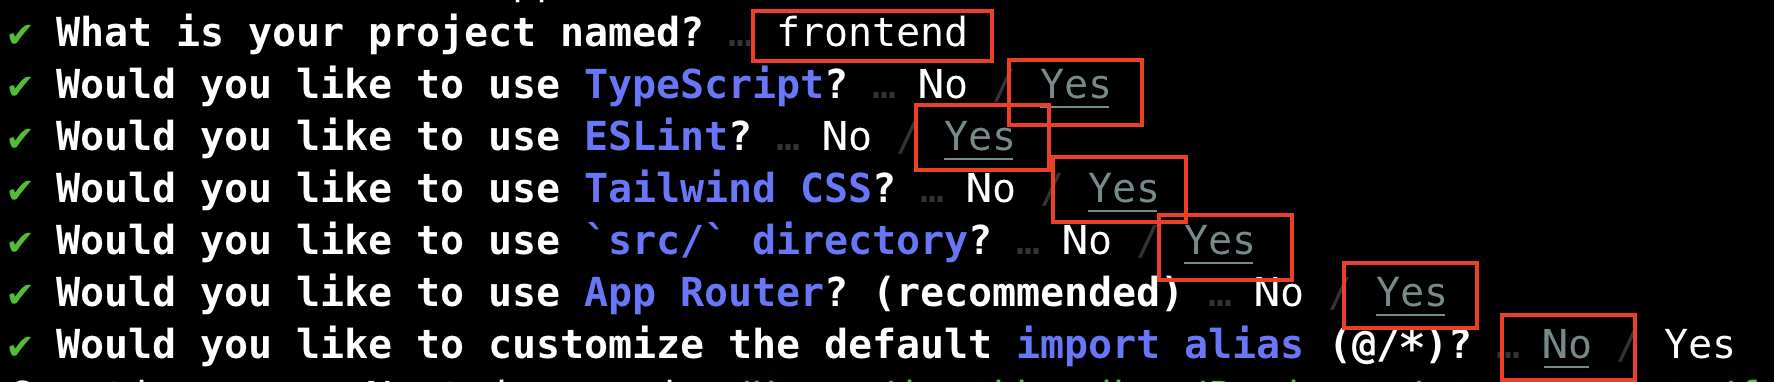 ✔ What is your project named? … frontend
✔ Would you like to use TypeScript? … No / Yes
✔ Would you like to use ESLint? … No / Yes
✔ Would you like to use Tailwind CSS? … No / Yes
✔ Would you like to use `src/` directory? … No / Yes
✔ Would you like to use App Router? (recommended) … No / Yes
✔ Would you like to customize the default import alias (@/*)? … No / Yes